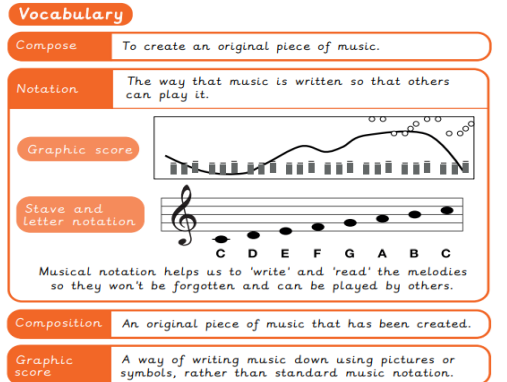 Vocabulary
Compose
To create an original piece of music.
Notation
The way that music is written so that others
can play it.
Graphic score
Stave and
letter notation
C D E F G A B C
Musical notation helps us to 'write' and 'read' the melodies
so they won't be forgotten and can be played by others.
Composition
An original piece of music that has been created.
Graphic
score
A way of writing music down using pictures or
symbols, rather than standard music notation.